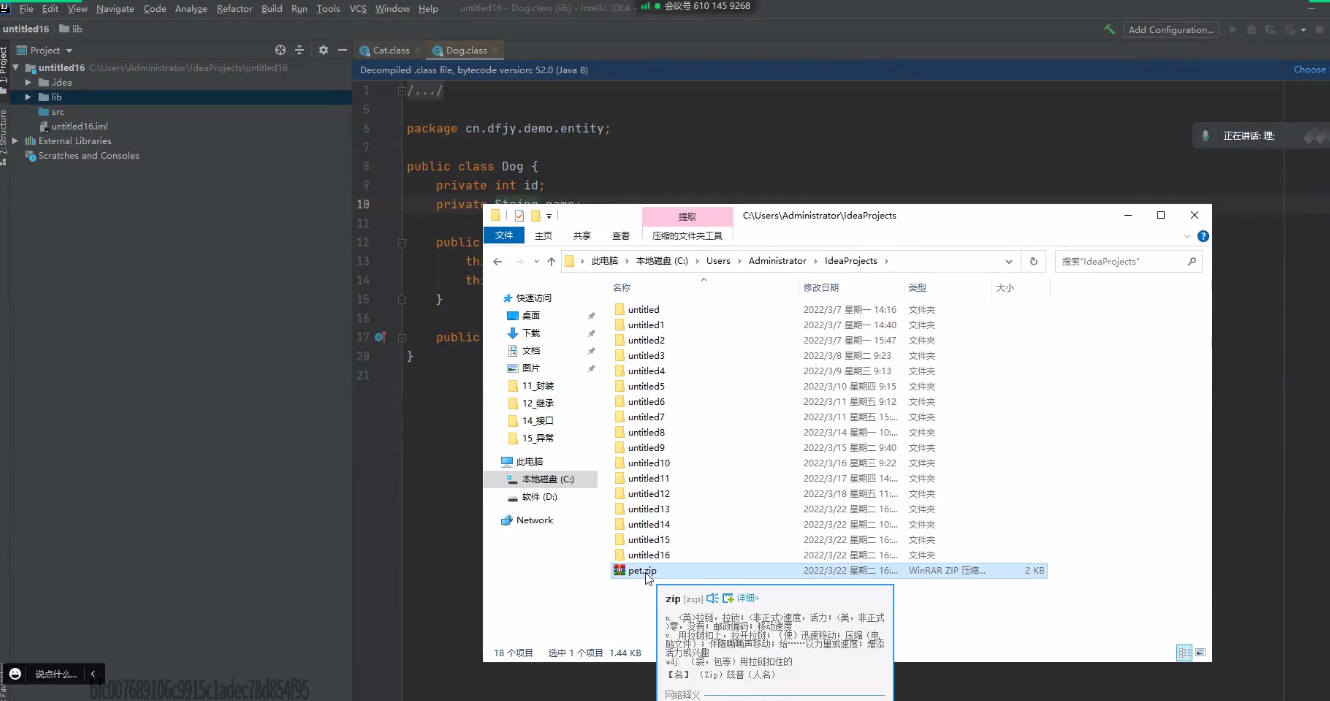 File Edit View Navigate Code Analyze Refactor Build Run Tools VCS Window Help untitled16 - Dog.class [lib] - IntelliJ IDEA - 会议号 610 145 9268
untitled16 lib Add Configuration...
Project Cat.class Dog.class
1: Project
Z: Structure
untitled16 C:\Users\Administrator\IdeaProjects\untitled16
.idea
lib
src
untitled16.iml
External Libraries
Scratches and Consoles
Decompiled .class file, bytecode version: 52.0 (Java 8) Choose
1 /.../
5
6 package cn.dfjy.demo.entity;
7
8 public class Dog {
9 private int id;
10 private String name;
11
12 public
13 thi
14 thi
15 }
16
17 public
20 }
21
正在讲话: 理;
提取 C:\Users\Administrator\IdeaProjects
文件 主页 共享 查看 压缩的文件夹工具
此电脑 本地磁盘 (C:) Users Administrator IdeaProjects 搜索"IdeaProjects"
名称 修改日期 类型 大小
快速访问
桌面
下载
文档
图片
11_封装
12_继承
14_接口
15_异常
此电脑
本地磁盘 (C:)
软件 (D:)
Network
untitled 2022/3/7 星期一 14:16 文件夹
untitled1 2022/3/7 星期一 14:40 文件夹
untitled2 2022/3/7 星期一 15:47 文件夹
untitled3 2022/3/8 星期二 9:23 文件夹
untitled4 2022/3/9 星期三 9:13 文件夹
untitled5 2022/3/10 星期四 9:15 文件夹
untitled6 2022/3/11 星期五 9:12 文件夹
untitled7 2022/3/11 星期五 15:... 文件夹
untitled8 2022/3/14 星期一 10:... 文件夹
untitled9 2022/3/15 星期二 9:40 文件夹
untitled10 2022/3/16 星期三 9:22 文件夹
untitled11 2022/3/17 星期四 14:... 文件夹
untitled12 2022/3/18 星期五 11:... 文件夹
untitled13 2022/3/22 星期二 16:... 文件夹
untitled14 2022/3/22 星期二 10:... 文件夹
untitled15 2022/3/22 星期二 16:... 文件夹
untitled16 2022/3/22 星期二 16:... 文件夹
pet.zip 2022/3/22 星期二 16:... WinRAR ZIP 压缩... 2 KB
zip [zip] 详细»
n. <英>拉链，拉锁；<非正式>速度，活力；<美，非正式
>零，没有；邮政编码；移动速度
v. 用拉链扣上，拉开拉链；（使）迅速移动；压缩（电
脑文件）；伴随嘶嘶声移动；给……以力量或速度；增添
活力或兴趣
adj. （袋，包等）用拉链扣住的
【名】 （Zip）兹普（人名）
网络释义
18 个项目 选中 1 个项目 1.44 KB
说点什么...
bfc007689106c9915c1adec78d854f95